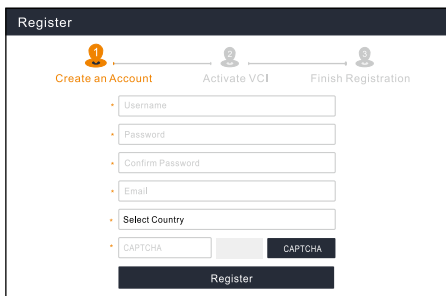 Register
1 2 3
Create an Account Activate VCI Finish Registration
* Username
* Password
* Confirm Password
* Email
* Select Country
* CAPTCHA CAPTCHA
Register